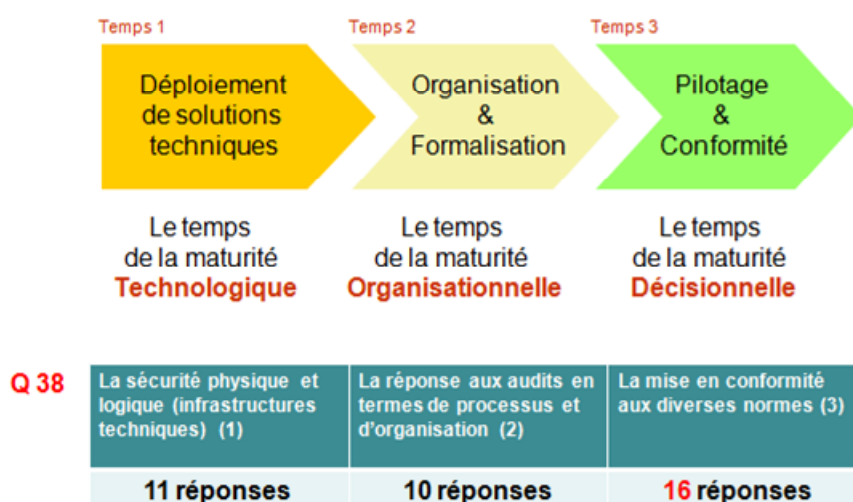 Temps 1
Temps 2
Temps 3
Déploiement
de solutions
techniques
Organisation
&
Formalisation
Pilotage
&
Conformité
Le temps
de la maturité
Technologique
Le temps
de la maturité
Organisationnelle
Le temps
de la maturité
Décisionnelle
Q 38
La sécurité physique et
logique (infrastructures
techniques) (1)
La réponse aux audits en
termes de processus et
d'organisation (2)
La mise en conformité
aux diverses normes (3)
11 réponses
10 réponses
16 réponses